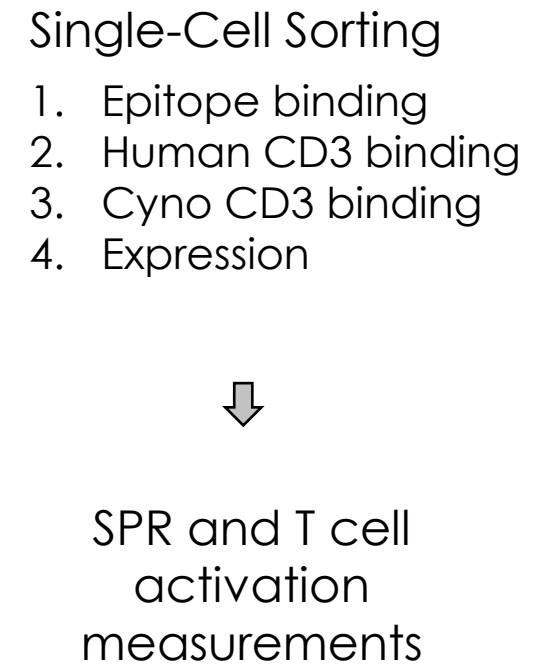 Single-Cell Sorting
1. Epitope binding
2. Human CD3 binding
3. Cyno CD3 binding
4. Expression
SPR and T cell
activation
measurements